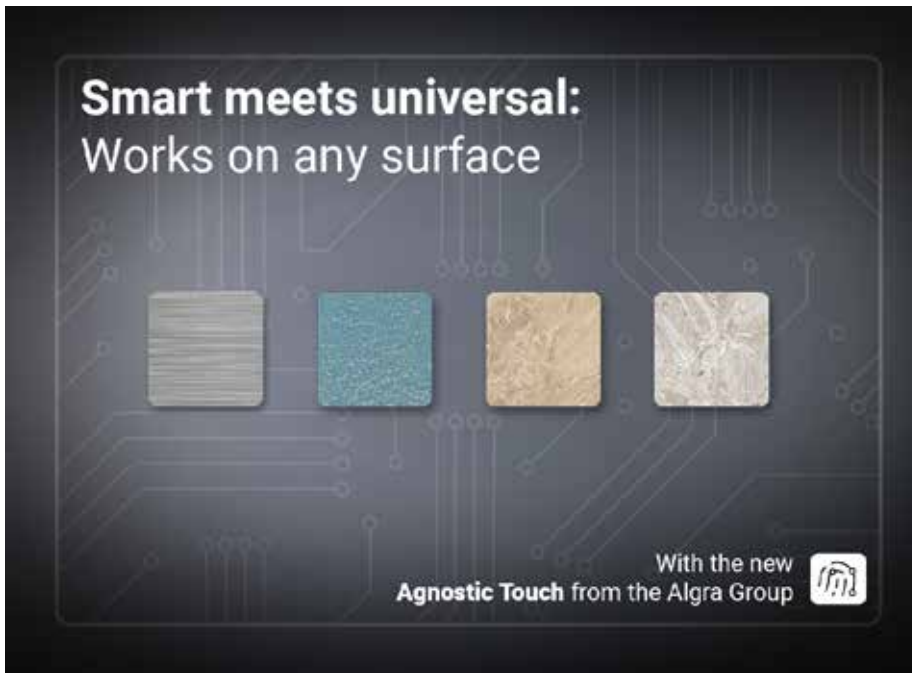 Smart meets universal:
Works on any surface
With the new
Agnostic Touch from the Algra Group